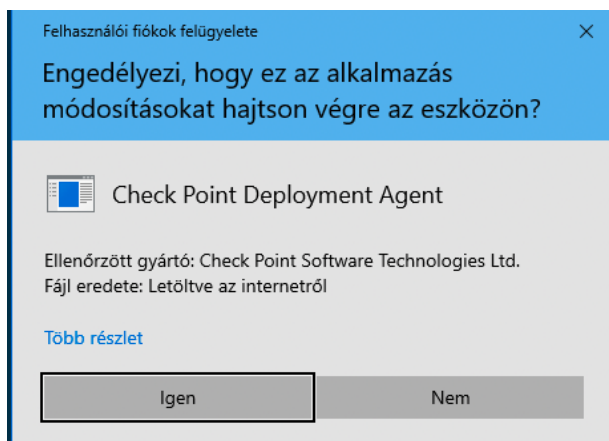 Felhasználói fiókok felügyelete
Engedélyezi, hogy ez az alkalmazás
módosításokat hajtson végre az eszközön?
Check Point Deployment Agent
Ellenőrzött gyártó: Check Point Software Technologies Ltd.
Fájl eredete: Letöltve az internetről
Több részlet
Igen
Nem